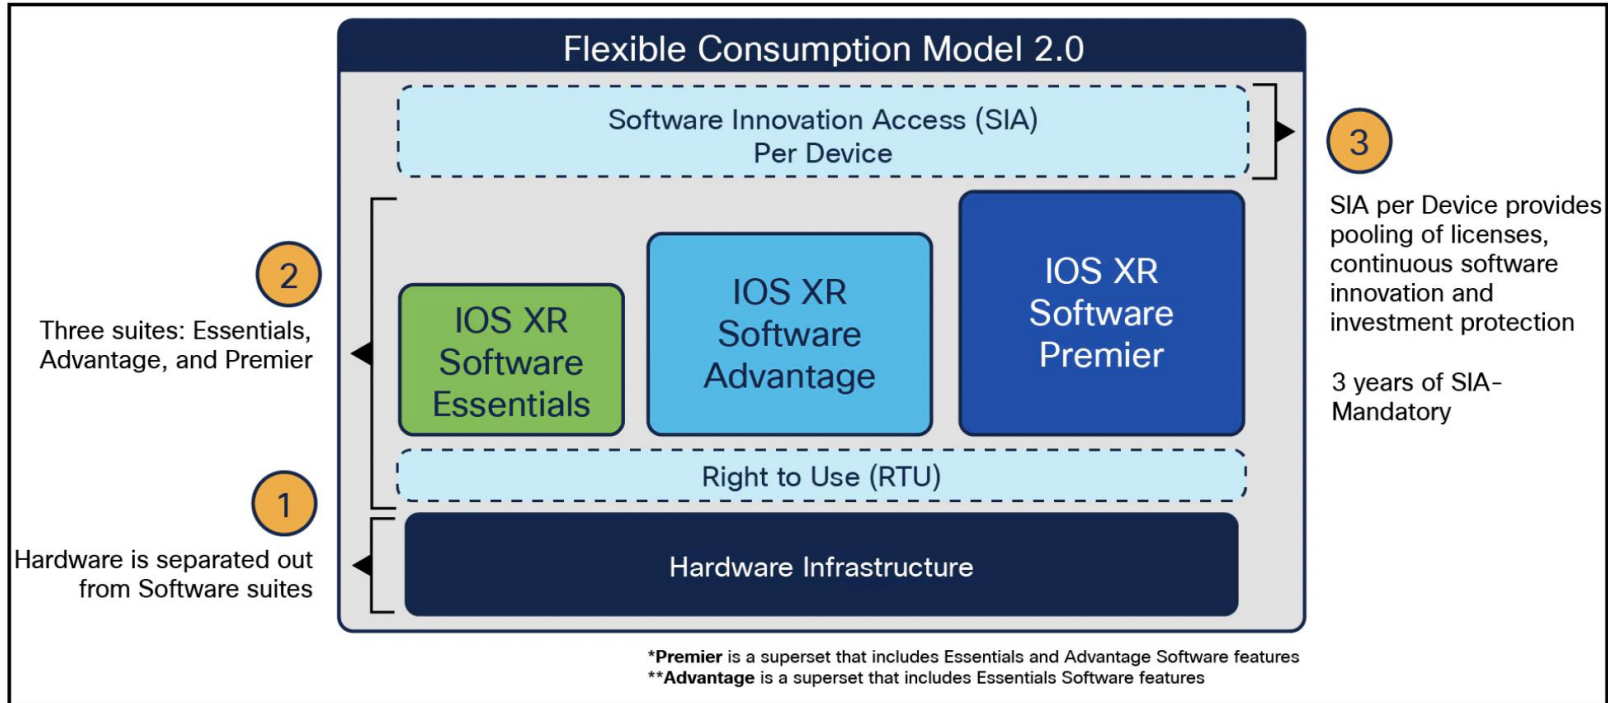 Flexible Consumption Model 2.0
Software Innovation Access (SIA)
Per Device
3
SIA per Device provides
pooling of licenses,
continuous software
innovation and
investment protection
3 years of SIA-
Mandatory
2
Three suites: Essentials,
Advantage, and Premier
IOS XR
Software
Essentials
IOS XR
Software
Advantage
IOS XR
Software
Premier
Right to Use (RTU)
1
Hardware is separated out
from Software suites
Hardware Infrastructure
*Premier is a superset that includes Essentials and Advantage Software features
**Advantage is a superset that includes Essentials Software features